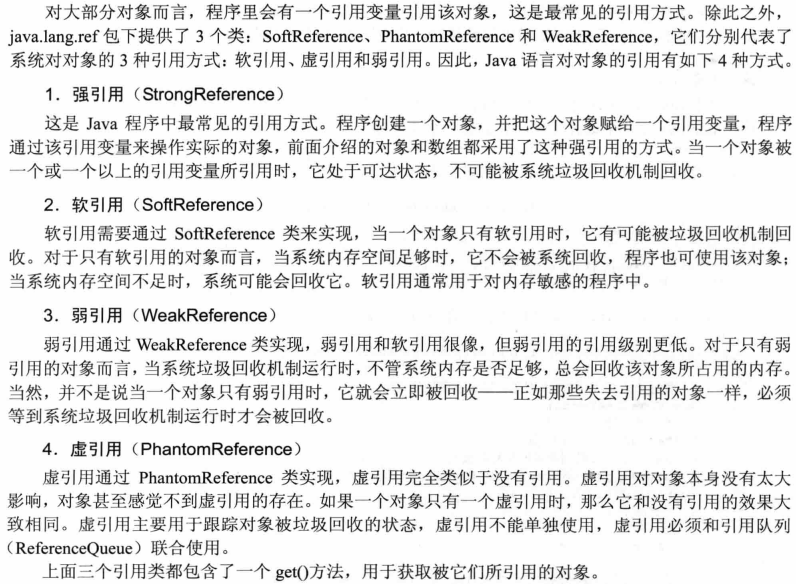 对大部分对象而言，程序里会有一个引用变量引用该对象，这是最常见的引用方式。除此之外，
java.lang.ref 包下提供了 3 个类：SoftReference、PhantomReference 和 WeakReference，它们分别代表了
系统对对象的 3 种引用方式：软引用、虚引用和弱引用。因此，Java 语言对对象的引用有如下 4 种方式。
1．强引用（StrongReference）
这是 Java 程序中最常见的引用方式。程序创建一个对象，并把这个对象赋给一个引用变量，程序
通过该引用变量来操作实际的对象，前面介绍的对象和数组都采用了这种强引用的方式。当一个对象被
一个或一个以上的引用变量所引用时，它处于可达状态，不可能被系统垃圾回收机制回收。
2．软引用（SoftReference）
软引用需要通过 SoftReference 类来实现，当一个对象只有软引用时，它有可能被垃圾回收机制回
收。对于只有软引用的对象而言，当系统内存空间足够时，它不会被系统回收，程序也可使用该对象；
当系统内存空间不足时，系统可能会回收它。软引用通常用于对内存敏感的程序中。
3．弱引用（WeakReference）
弱引用通过 WeakReference 类实现，弱引用和软引用很像，但弱引用的引用级别更低。对于只有弱
引用的对象而言，当系统垃圾回收机制运行时，不管系统内存是否足够，总会回收该对象所占用的内存。
当然，并不是说当一个对象只有弱引用时，它就会立即被回收——正如那些失去引用的对象一样，必须
等到系统垃圾回收机制运行时才会被回收。
4．虚引用（PhantomReference）
虚引用通过 PhantomReference 类实现，虚引用完全类似于没有引用。虚引用对对象本身没有太大
影响，对象甚至感觉不到虚引用的存在。如果一个对象只有一个虚引用时，那么它和没有引用的效果大
致相同。虚引用主要用于跟踪对象被垃圾回收的状态，虚引用不能单独使用，虚引用必须和引用队列
（ReferenceQueue）联合使用。
上面三个引用类都包含了一个 get()方法，用于获取被它们所引用的对象。